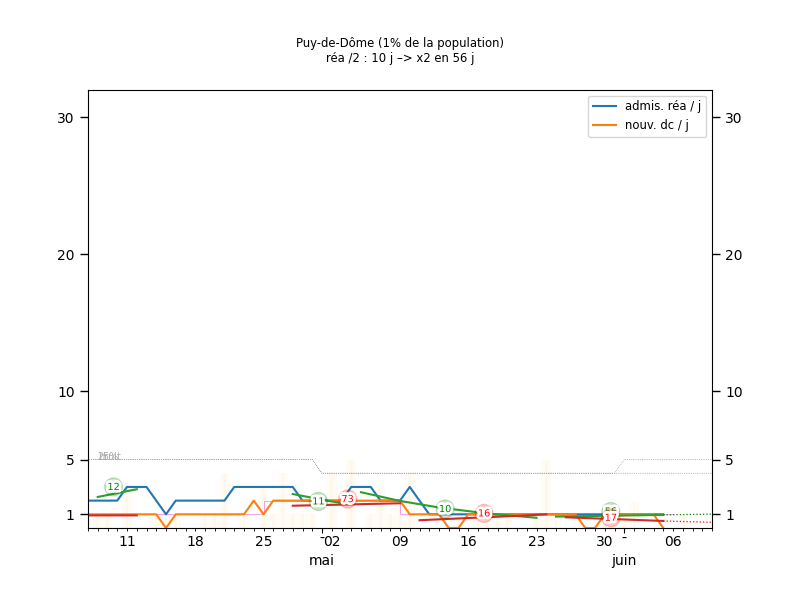 Puy-de-Dôme (1% de la population)
réa /2 : 10 j –> x2 en 56 j
admis. réa / j
nouv. dc / j
30 30
20 20
10 10
5 5
1 1
12
11
73
10
16
56
17
11 18 25 02 09 16 23 30 06
mai juin